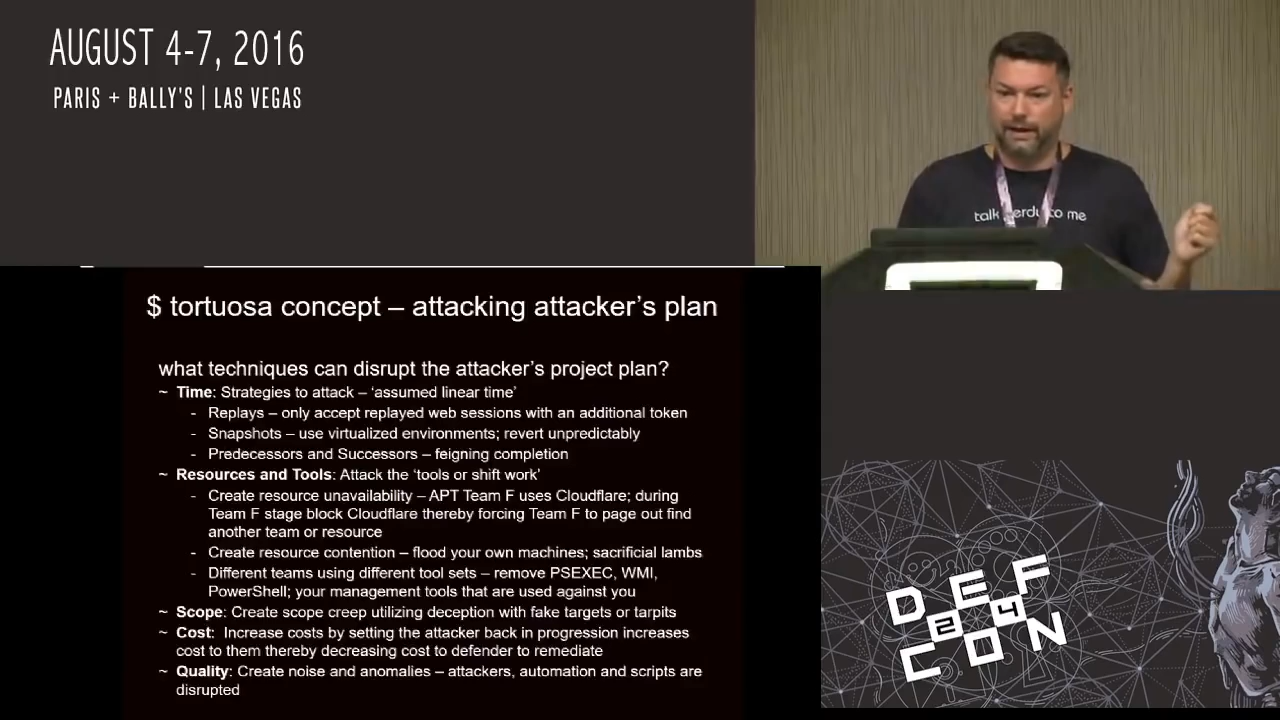 AUGUST 4-7, 2016
PARIS + BALLY'S | LAS VEGAS
talk nerdy to me
$ tortuosa concept – attacking attacker's plan
what techniques can disrupt the attacker's project plan?
~ Time: Strategies to attack – 'assumed linear time'
- Replays – only accept replayed web sessions with an additional token
- Snapshots – use virtualized environments; revert unpredictably
- Predecessors and Successors – feigning completion
~ Resources and Tools: Attack the 'tools or shift work'
- Create resource unavailability – APT Team F uses Cloudflare; during
Team F stage block Cloudflare thereby forcing Team F to page out find
another team or resource
- Create resource contention – flood your own machines; sacrificial lambs
- Different teams using different tool sets – remove PSEXEC, WMI,
PowerShell; your management tools that are used against you
~ Scope: Create scope creep utilizing deception with fake targets or tarpits
~ Cost: Increase costs by setting the attacker back in progression increases
cost to them thereby decreasing cost to defender to remediate
~ Quality: Create noise and anomalies – attackers, automation and scripts are
disrupted
DEF
24
CON